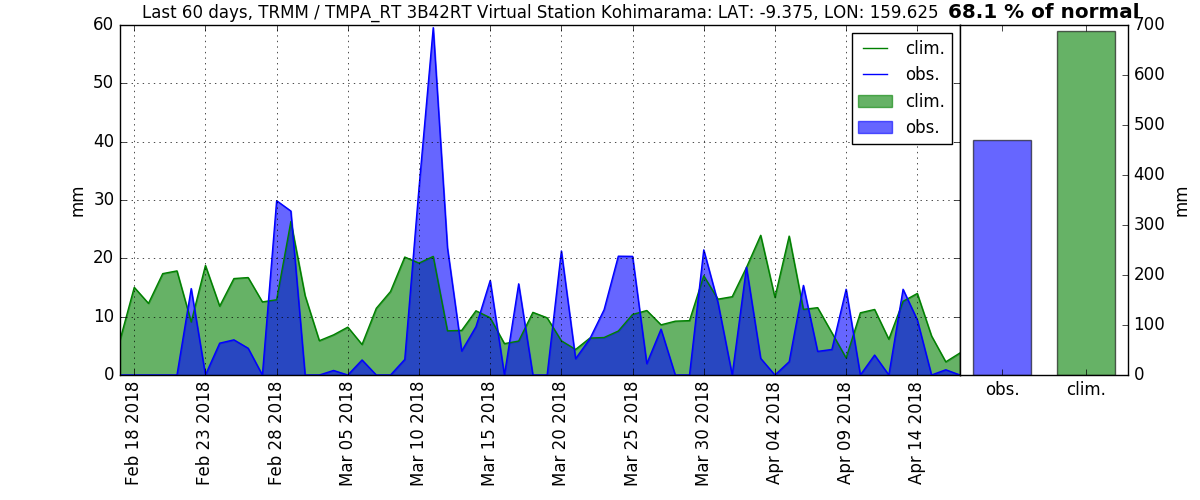 Last 60 days, TRMM / TMPA_RT 3B42RT Virtual Station Kohimarama: LAT: -9.375, LON: 159.625 68.1 % of normal
60
50
40
30
20
10
0
mm
clim.
obs.
clim.
obs.
Feb 18 2018
Feb 23 2018
Feb 28 2018
Mar 05 2018
Mar 10 2018
Mar 15 2018
Mar 20 2018
Mar 25 2018
Mar 30 2018
Apr 04 2018
Apr 09 2018
Apr 14 2018
700
600
500
400
300
200
100
0
mm
obs.
clim.